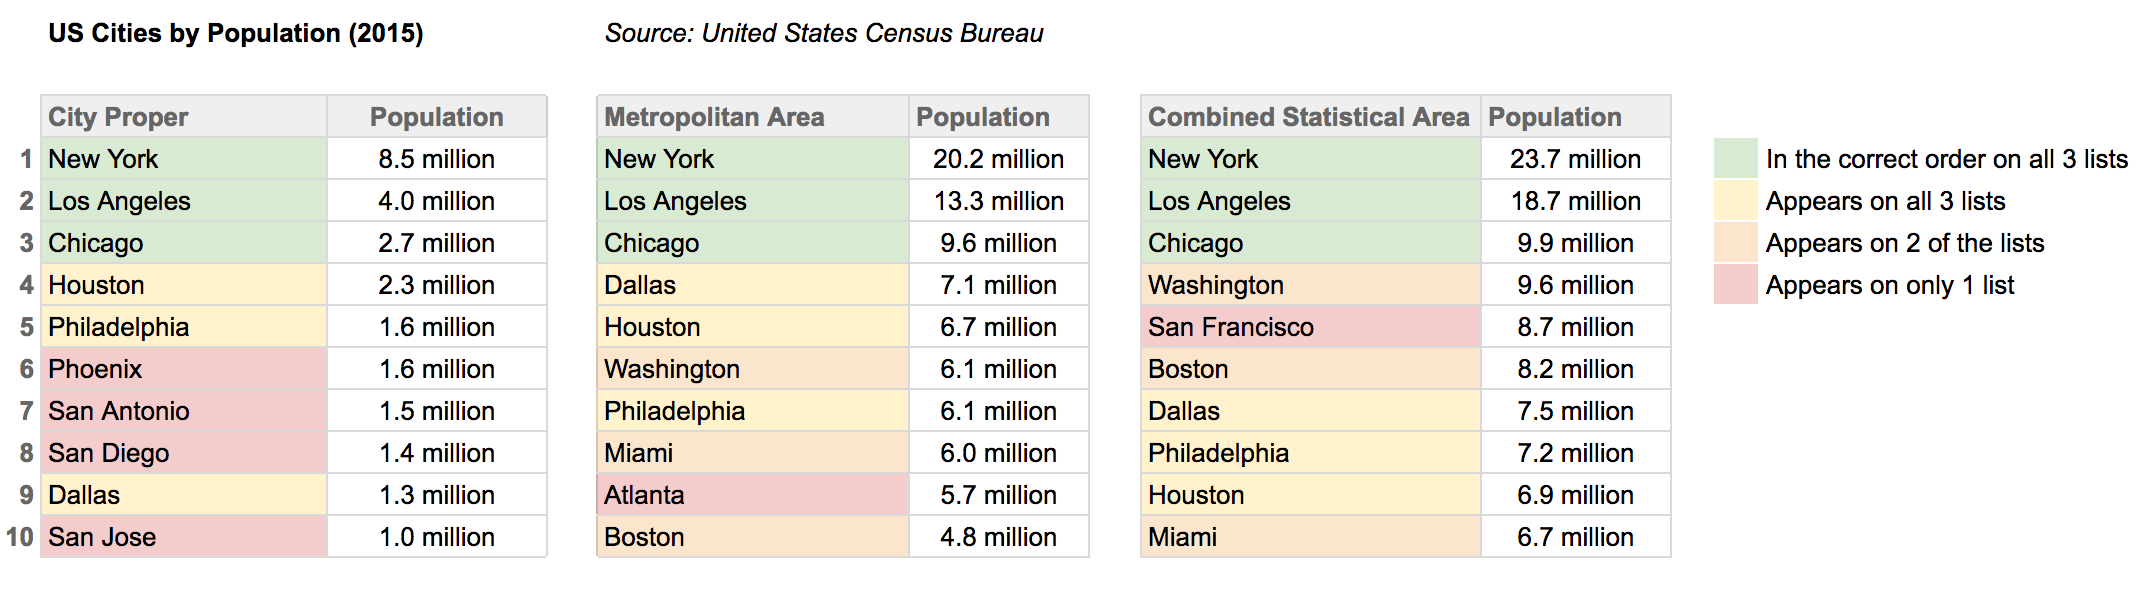 US Cities by Population (2015) Source: United States Census Bureau
City Proper Population Metropolitan Area Population Combined Statistical Area Population
1 New York 8.5 million New York 20.2 million New York 23.7 million In the correct order on all 3 lists
2 Los Angeles 4.0 million Los Angeles 13.3 million Los Angeles 18.7 million Appears on all 3 lists
3 Chicago 2.7 million Chicago 9.6 million Chicago 9.9 million Appears on 2 of the lists
4 Houston 2.3 million Dallas 7.1 million Washington 9.6 million Appears on only 1 list
5 Philadelphia 1.6 million Houston 6.7 million San Francisco 8.7 million
6 Phoenix 1.6 million Washington 6.1 million Boston 8.2 million
7 San Antonio 1.5 million Philadelphia 6.1 million Dallas 7.5 million
8 San Diego 1.4 million Miami 6.0 million Philadelphia 7.2 million
9 Dallas 1.3 million Atlanta 5.7 million Houston 6.9 million
10 San Jose 1.0 million Boston 4.8 million Miami 6.7 million